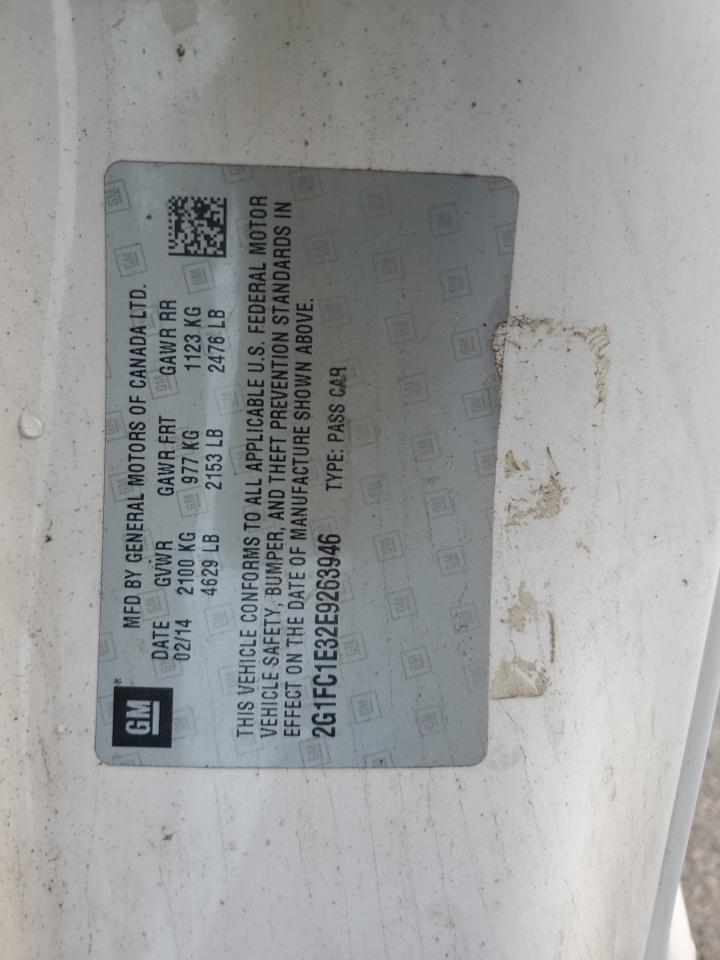 GM®
MFD BY GENERAL MOTORS OF CANADA LTD.
DATE GVWR GAWR FRT GAWR RR
02/14 2100 KG 977 KG 1123 KG
4629 LB 2153 LB 2476 LB
THIS VEHICLE CONFORMS TO ALL APPLICABLE U.S. FEDERAL MOTOR
VEHICLE SAFETY, BUMPER, AND THEFT PREVENTION STANDARDS IN
EFFECT ON THE DATE OF MANUFACTURE SHOWN ABOVE.
2G1FC1E32E9263946 TYPE: PASS CAR